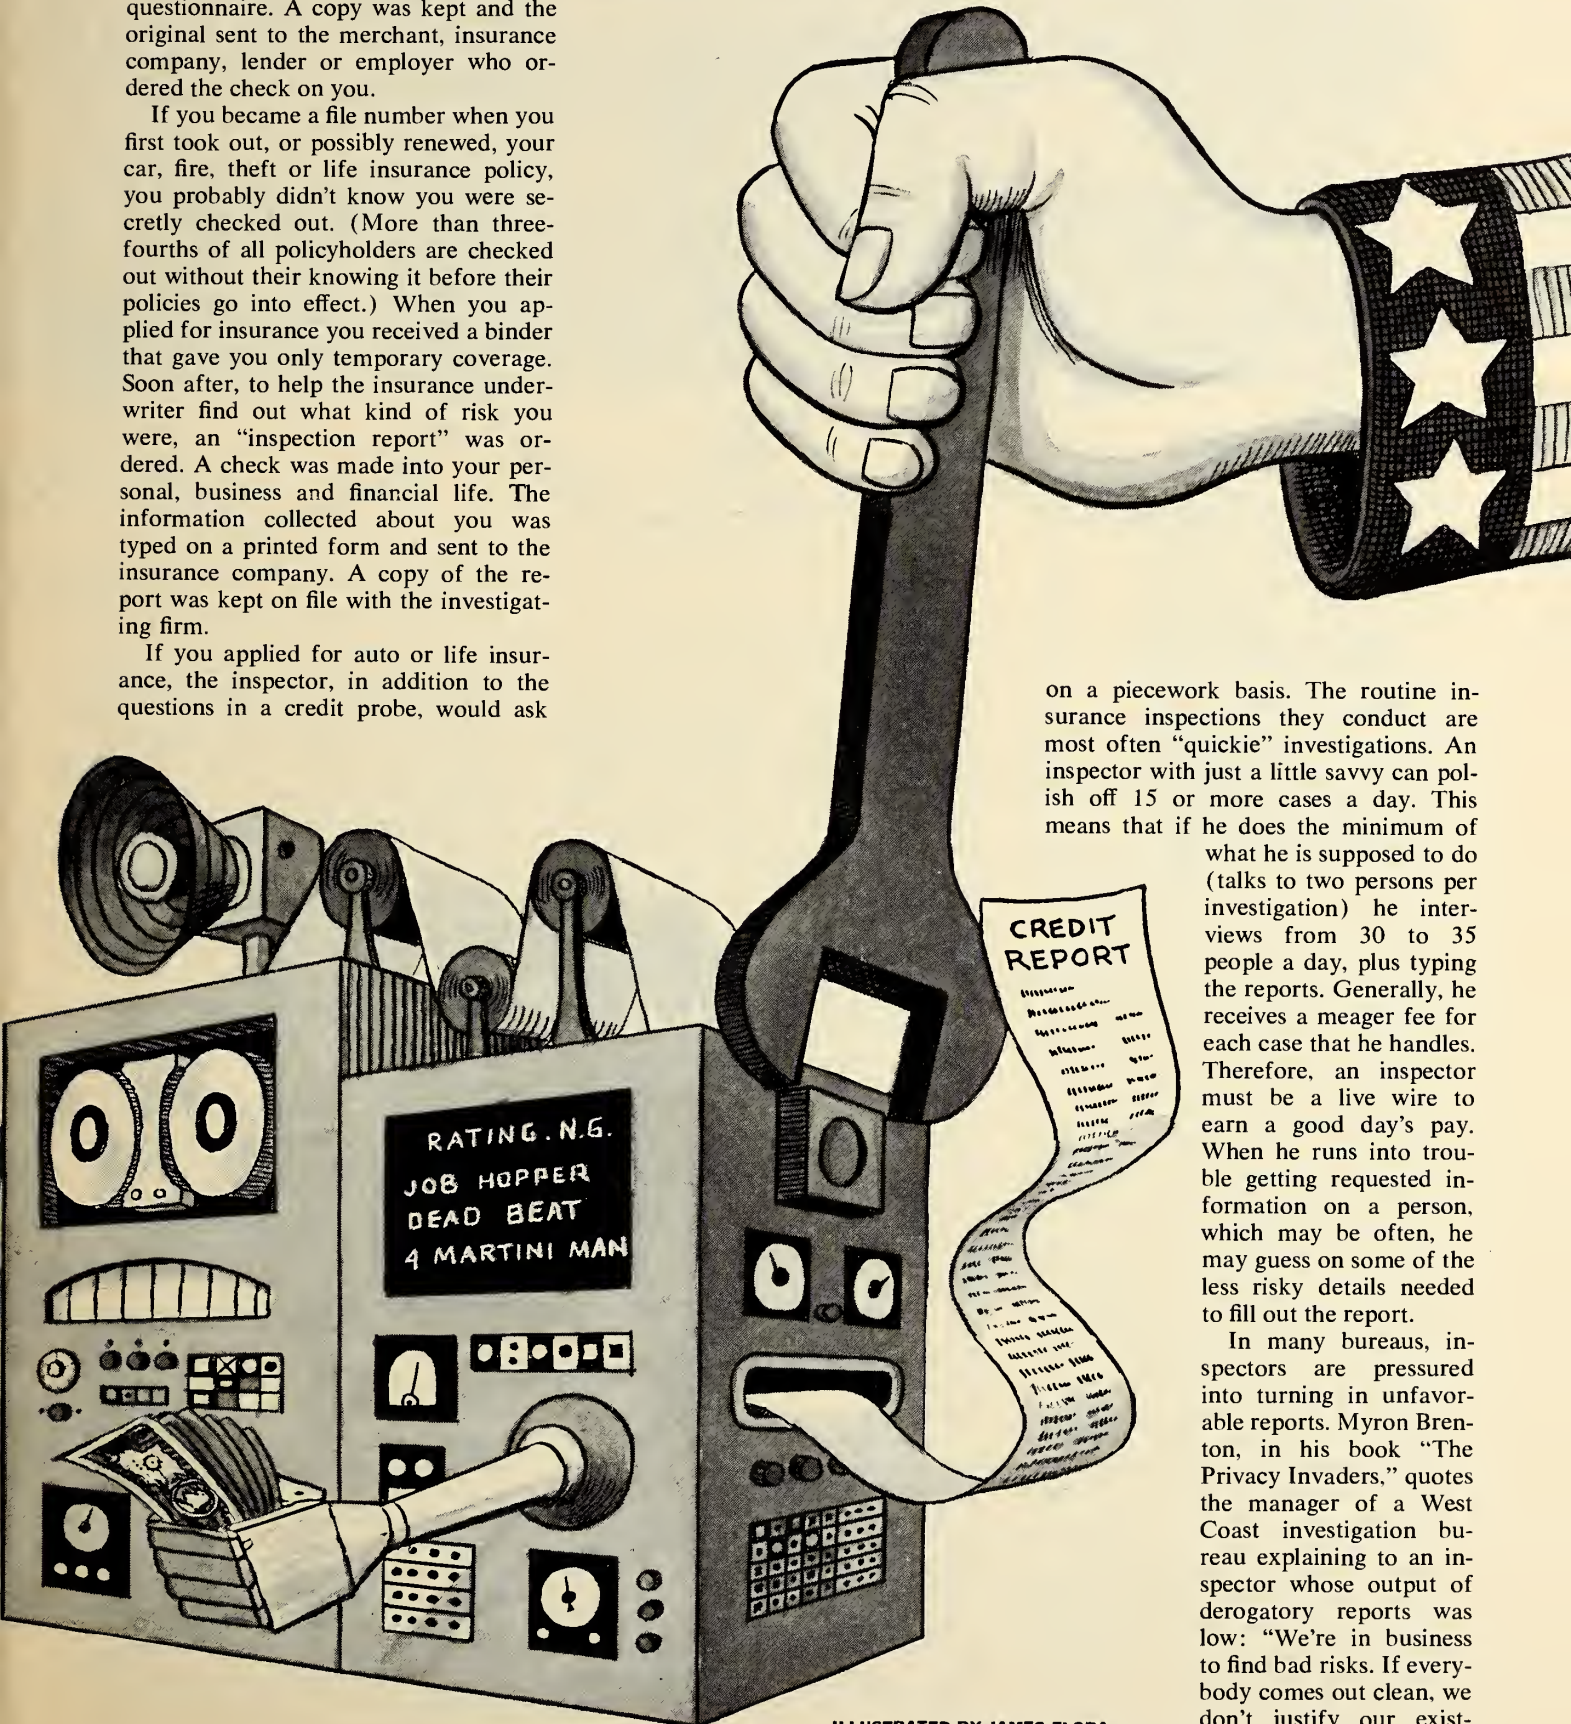 questionnaire. A copy was kept and the
original sent to the merchant, insurance
company, lender or employer who or-
dered the check on you.
If you became a file number when you
first took out, or possibly renewed, your
car, fire, theft or life insurance policy,
you probably didn't know you were se-
cretly checked out. (More than three-
fourths of all policyholders are checked
out without their knowing it before their
policies go into effect.) When you ap-
plied for insurance you received a binder
that gave you only temporary coverage.
Soon after, to help the insurance under-
writer find out what kind of risk you
were, an “inspection report” was or-
dered. A check was made into your per-
sonal, business and financial life. The
information collected about you was
typed on a printed form and sent to the
insurance company. A copy of the re-
port was kept on file with the investigat-
ing firm.
If you applied for auto or life insur-
ance, the inspector, in addition to the
questions in a credit probe, would ask
RATING. N.G.
JOB HOPPER
DEAD BEAT
4 MARTINI MAN
CREDIT
REPORT
on a piecework basis. The routine in-
surance inspections they conduct are
most often “quickie” investigations. An
inspector with just a little savvy can pol-
ish off 15 or more cases a day. This
means that if he does the minimum of
what he is supposed to do
(talks to two persons per
investigation) he inter-
views from 30 to 35
people a day, plus typing
the reports. Generally, he
receives a meager fee for
each case that he handles.
Therefore, an inspector
must be a live wire to
earn a good day's pay.
When he runs into trou-
ble getting requested in-
formation on a person,
which may be often, he
may guess on some of the
less risky details needed
to fill out the report.
In many bureaus, in-
spectors are pressured
into turning in unfavor-
able reports. Myron Bren-
ton, in his book “The
Privacy Invaders,” quotes
the manager of a West
Coast investigation bu-
reau explaining to an in-
spector whose output of
derogatory reports was
low: “We're in business
to find bad risks. If every-
body comes out clean, we
don't justify our exist-
ILLUSTRATED BY JAMES FLORA